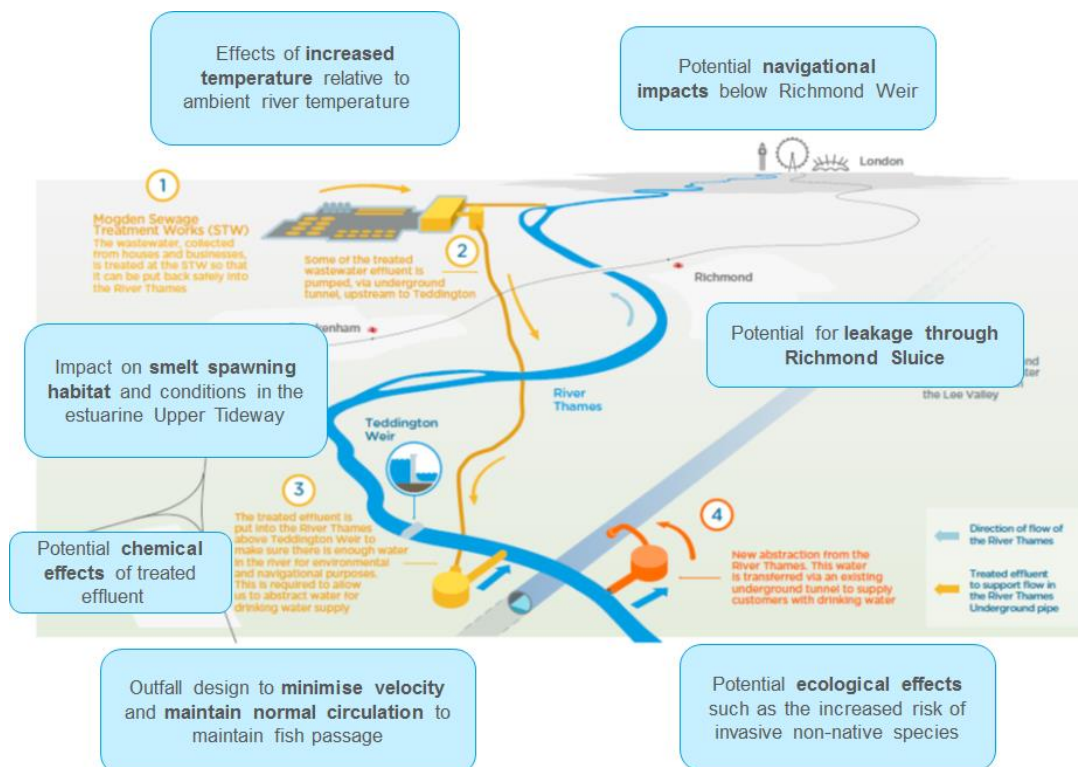 Effects of increased
temperature relative to
ambient river temperature
Potential navigational
impacts below Richmond Weir
London
1
Mogden Sewage
Treatment Works (STW)
The wastewater, collected
from houses and businesses,
is treated at the STW so that
it can be put back safely into
the River Thames
2
Some of the treated
wastewater effluent is
pumped, via underground
tunnel, upstream to Teddington
Richmond
Impact on smelt spawning
habitat and conditions in the
estuarine Upper Tideway
Potential for leakage through
Richmond Sluice
the Lee Valley
River
Thames
Teddington
Weir
3
The treated effluent is
put into the River Thames
above Teddington Weir to
make sure there is enough water
in the river for environmental
and navigational purposes.
This is required to allow
us to abstract water for
drinking water supply
4
New abstraction from the
River Thames. This water
is transferred via an existing
underground tunnel to supply
customers with drinking water
Direction of flow of
the River Thames
Treated effluent
to support flow in
the River Thames
Underground pipe
Potential chemical
effects of treated
effluent
Outfall design to minimise velocity
and maintain normal circulation to
maintain fish passage
Potential ecological effects
such as the increased risk of
invasive non-native species